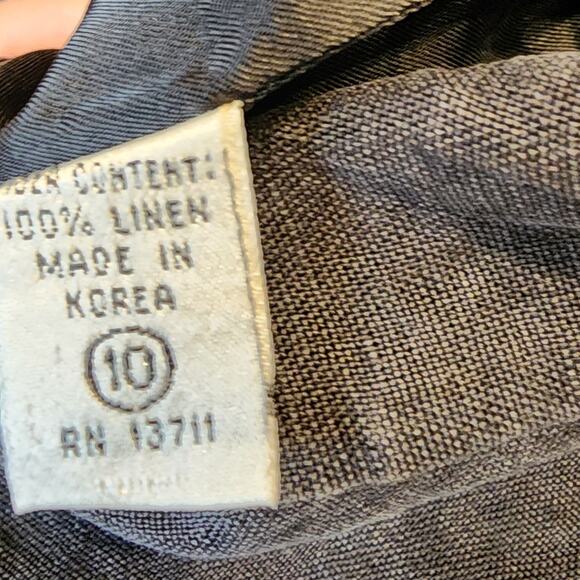 CONTENT:
100% LINEN
MADE IN
KOREA
10
RN 13711